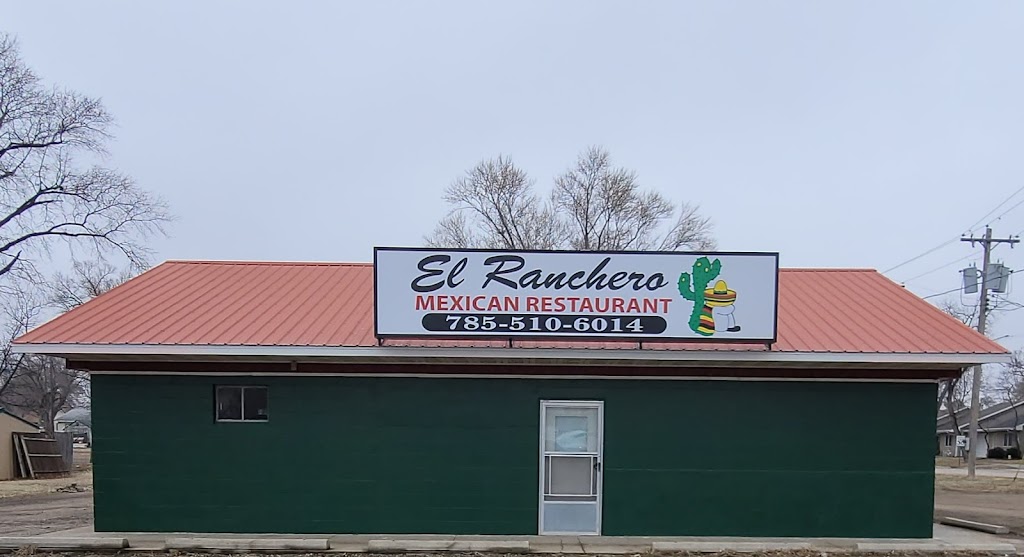 El Ranchero
MEXICAN RESTAURANT
785-510-6014